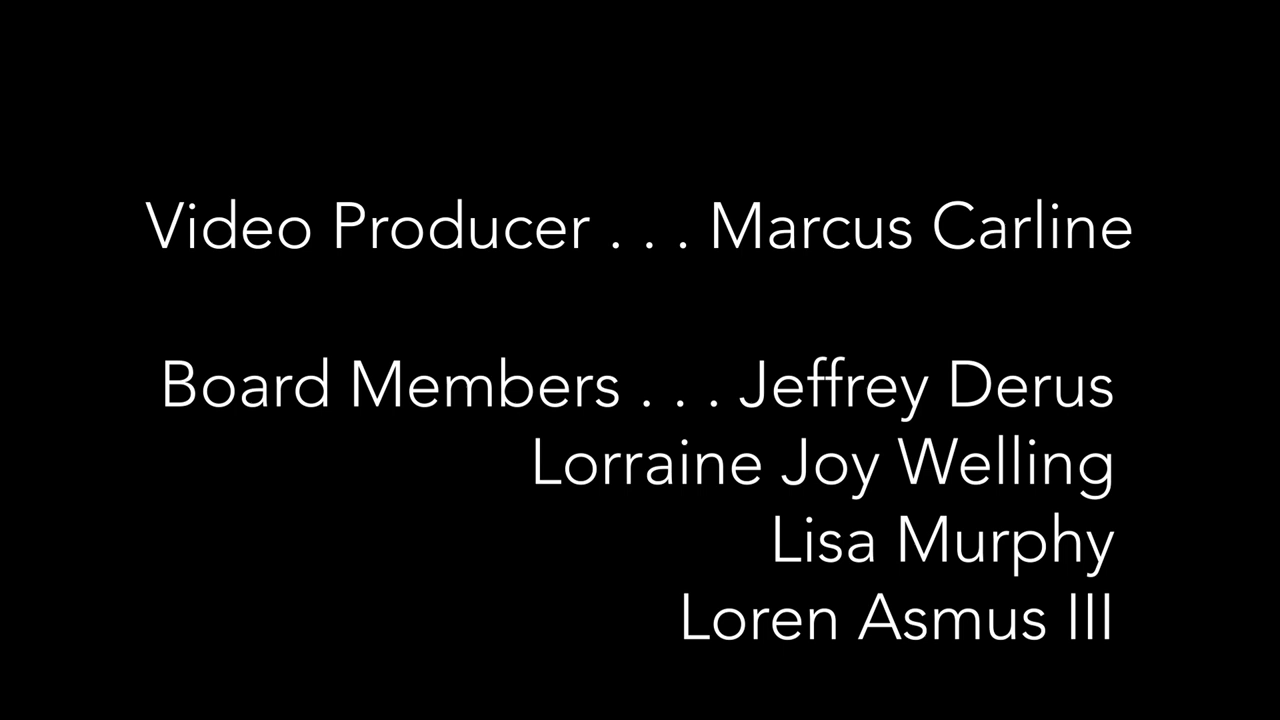 Video Producer . . . Marcus Carline
Board Members . . . Jeffrey Derus
Lorraine Joy Welling
Lisa Murphy
Loren Asmus III